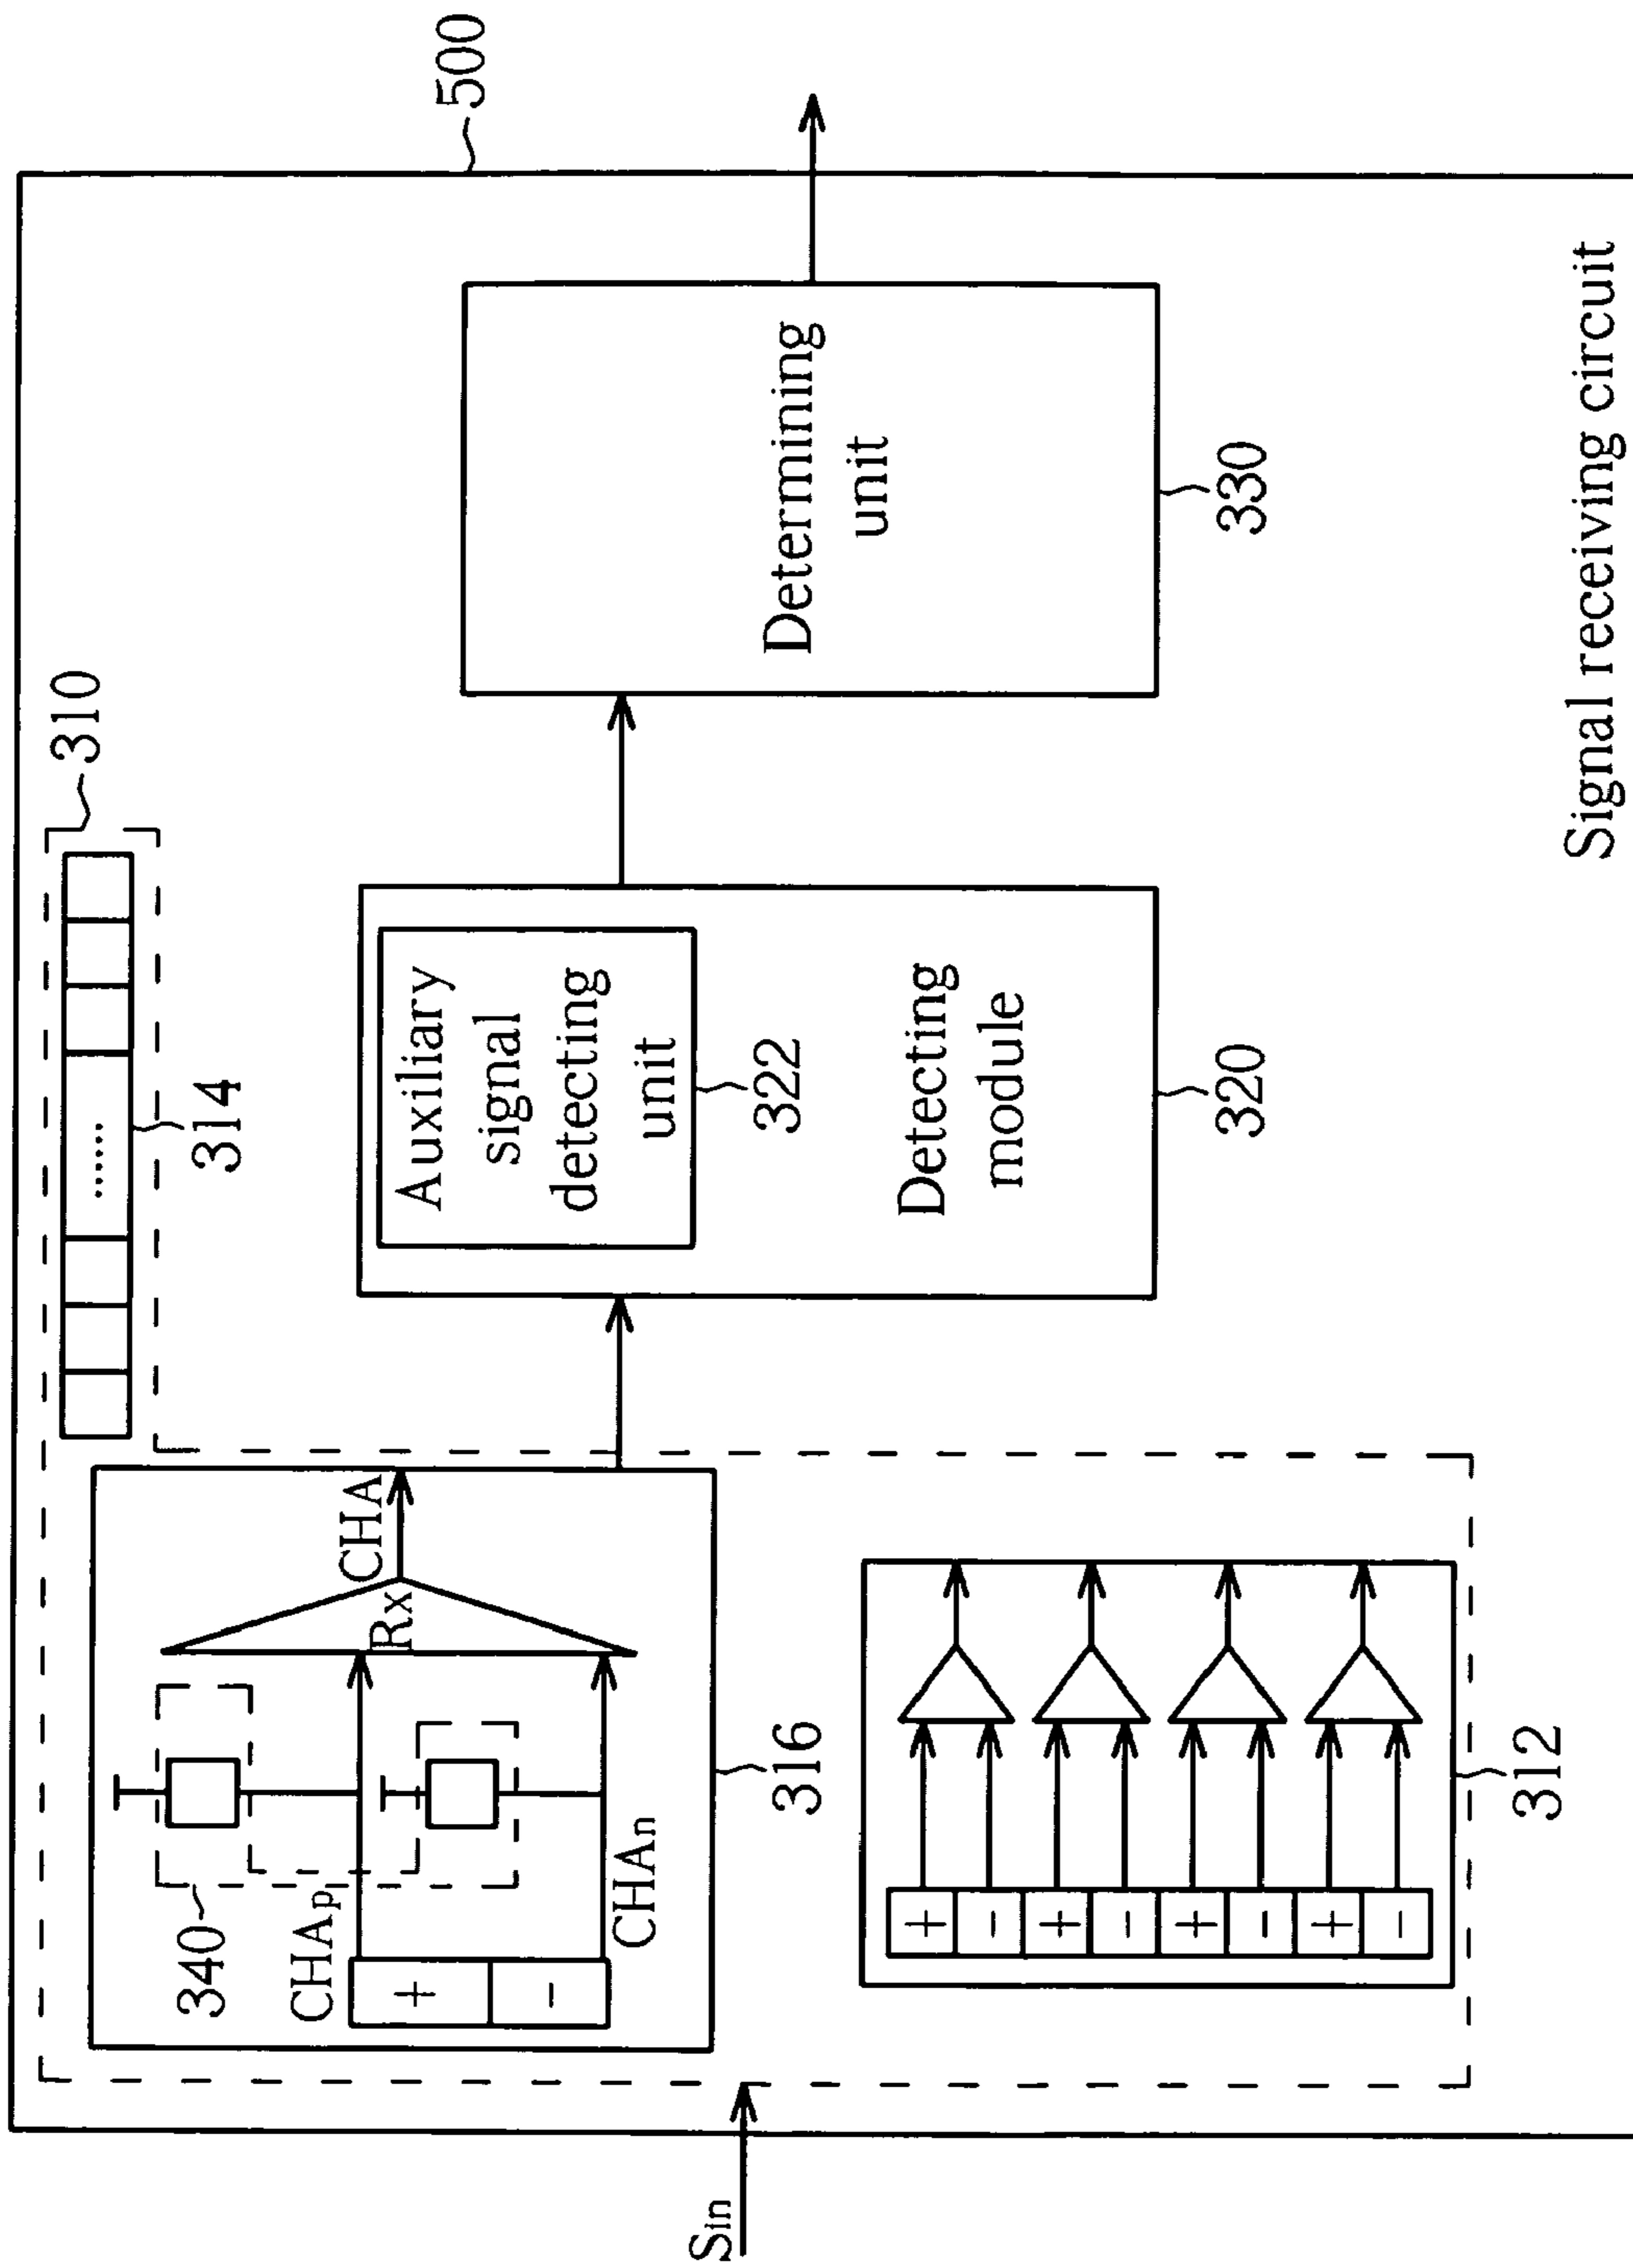 500
310
314
340
CHAp
CHAn
+
-
Rx
CHA
316
Auxiliary
signal
detecting
unit
322
Detecting
module
320
Determining
unit
330
Sin
+
-
+
-
+
-
+
-
312
Signal receiving circuit